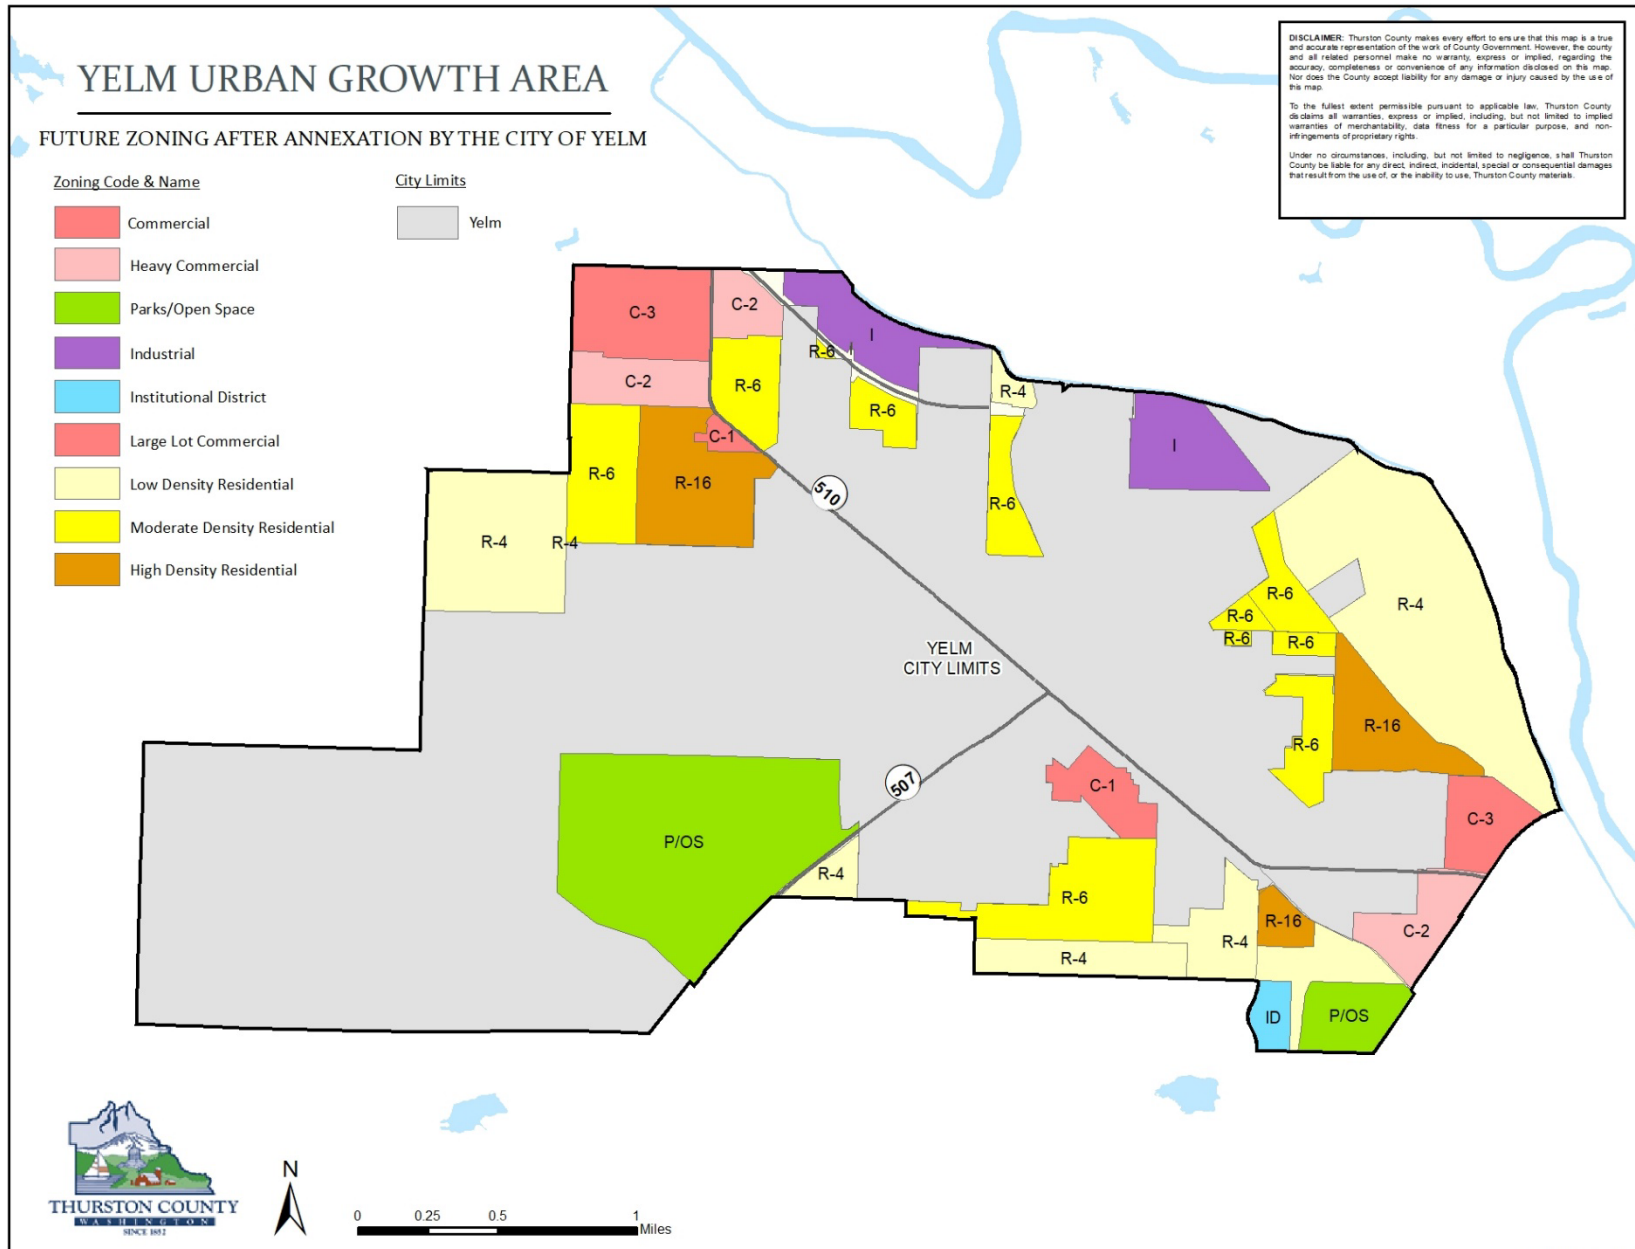 YELM URBAN GROWTH AREA
FUTURE ZONING AFTER ANNEXATION BY THE CITY OF YELM
Zoning Code & Name
Commercial
Heavy Commercial
Parks/Open Space
Industrial
Institutional District
Large Lot Commercial
Low Density Residential
Moderate Density Residential
High Density Residential
City Limits
Yelm
DISCLAIMER: Thurston County makes every effort to ensure that this map is a true
and accurate representation of the work of County Government. However, the county
and all related personnel make no warranty, express or implied, regarding the
accuracy, completeness or convenience of any information disclosed on this map.
Nor does the County accept liability for any damage or injury caused by the use of
this map.
To the fullest extent permissible pursuant to applicable law, Thurston County
disclaims all warranties, express or implied, including, but not limited to implied
warranties of merchantability, data fitness for a particular purpose, and non-
infringements of proprietary rights.
Under no circumstances, including, but not limited to negligence, shall Thurston
County be liable for any direct, indirect, incidental, special or consequential damages
that result from the use of, or the inability to use, Thurston County materials.
C-3
C-2
I
R-6
I
C-2
R-6
R-4
R-6
C-1
I
R-6
R-16
510
R-6
R-4
R-4
R-6
R-4
R-6
R-6
R-6
YELM
CITY LIMITS
R-16
R-6
507
C-1
C-3
P/OS
R-4
R-6
R-16
C-2
R-4
R-4
ID
P/OS
THURSTON COUNTY
WASHINGTON
SINCE 1852
N
0
0.25
0.5
1
Miles